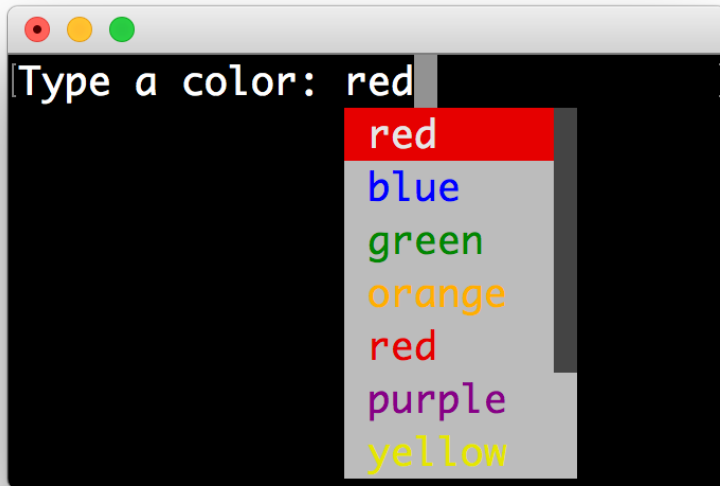 Type a color: red
red
blue
green
orange
red
purple
yellow